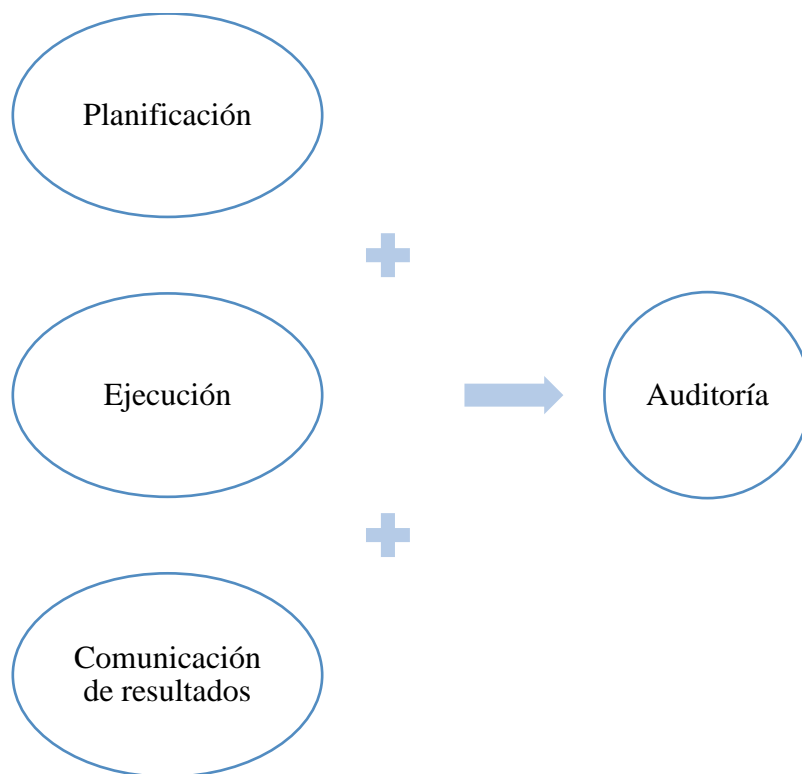 Planificación
Ejecución
Auditoría
Comunicación
de resultados